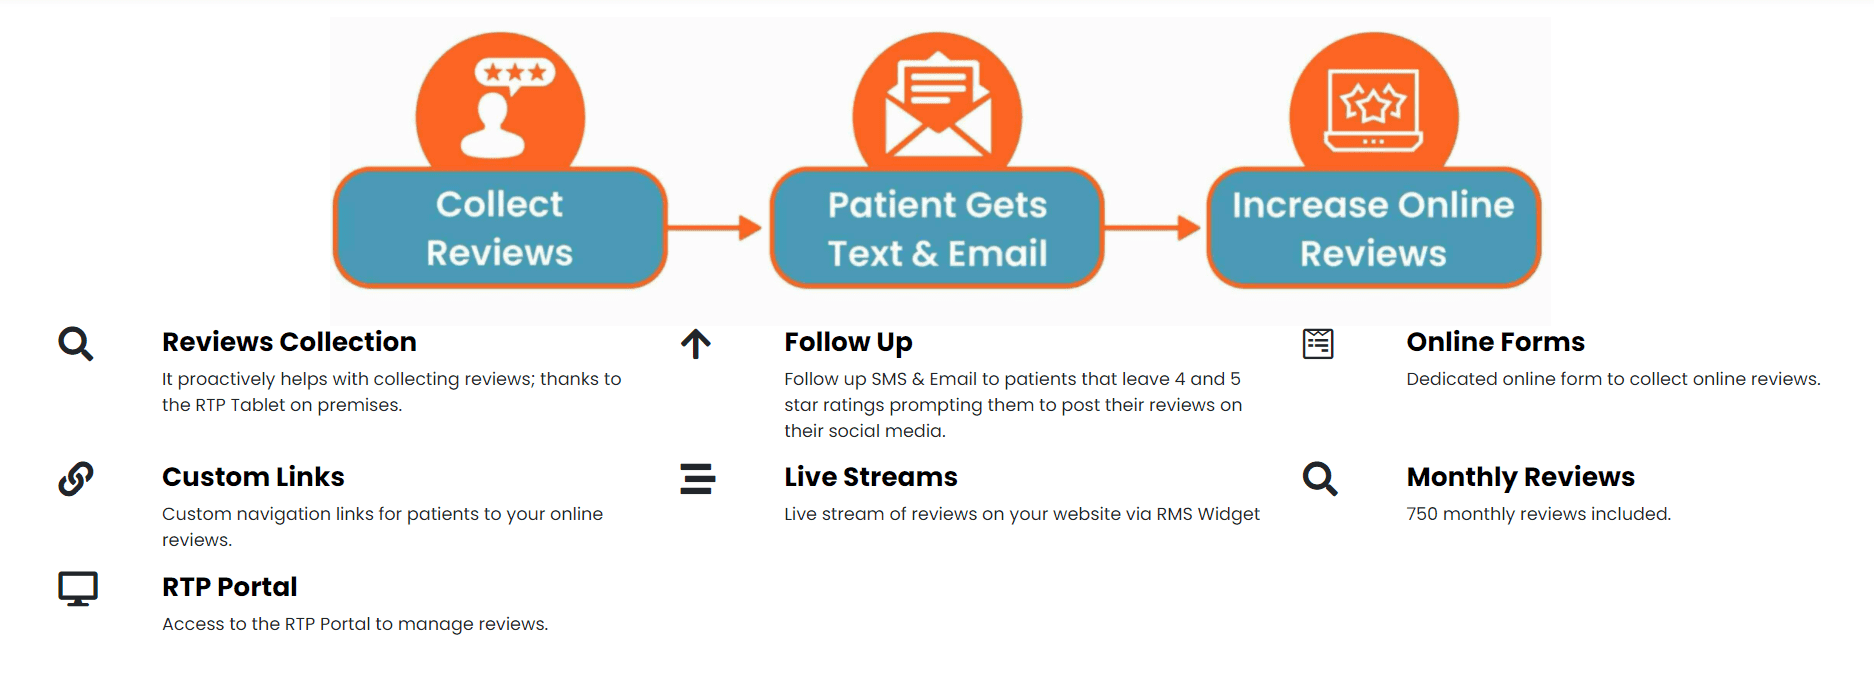 Collect
Reviews
Patient Gets
Text & Email
Increase Online
Reviews
Reviews Collection
It proactively helps with collecting reviews; thanks to
the RTP Tablet on premises.
Follow Up
Follow up SMS & Email to patients that leave 4 and 5
star ratings prompting them to post their reviews on
their social media.
Online Forms
Dedicated online form to collect online reviews.
Custom Links
Custom navigation links for patients to your online
reviews.
Live Streams
Live stream of reviews on your website via RMS Widget
Monthly Reviews
750 monthly reviews included.
RTP Portal
Access to the RTP Portal to manage reviews.